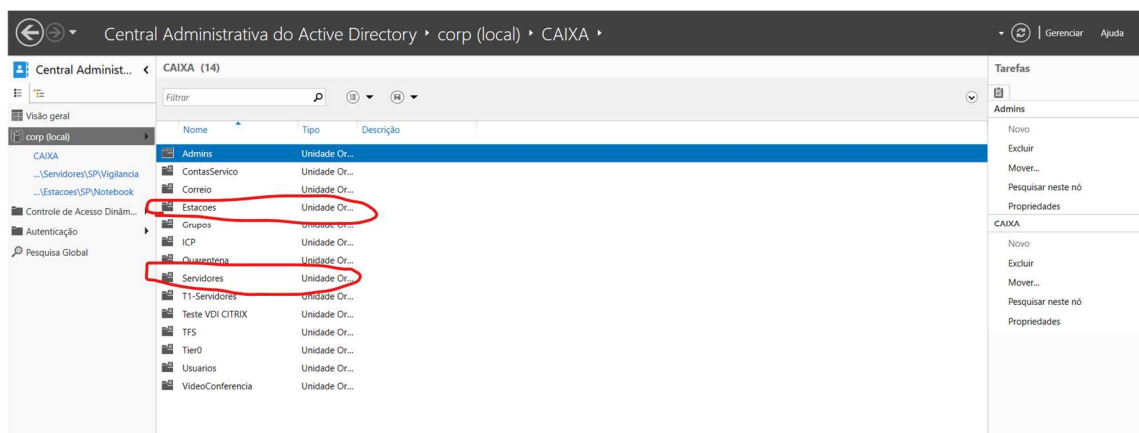 Central Administrativa do Active Directory • corp (local) • CAIXA •
Gerenciar Ajuda
Central Administ...
Visão geral
corp (local)
CAIXA
...\Servidores\SP\Vigilancia
...\Estacoes\SP\Notebook
Controle de Acesso Dinâm...
Autenticação
Pesquisa Global
CAIXA (14)
Filtrar
Nome Tipo Descrição
Admins Unidade Or...
ContasServico Unidade Or...
Correio Unidade Or...
Estacoes Unidade Or...
Grupos Unidade Or...
ICP Unidade Or...
Quarentena Unidade Or...
Servidores Unidade Or...
T1-Servidores Unidade Or...
Teste VDI CITRIX Unidade Or...
TFS Unidade Or...
Tier0 Unidade Or...
Usuarios Unidade Or...
VideoConferencia Unidade Or...
Tarefas
Admins
Novo
Excluir
Mover...
Pesquisar neste nó
Propriedades
CAIXA
Novo
Excluir
Mover...
Pesquisar neste nó
Propriedades